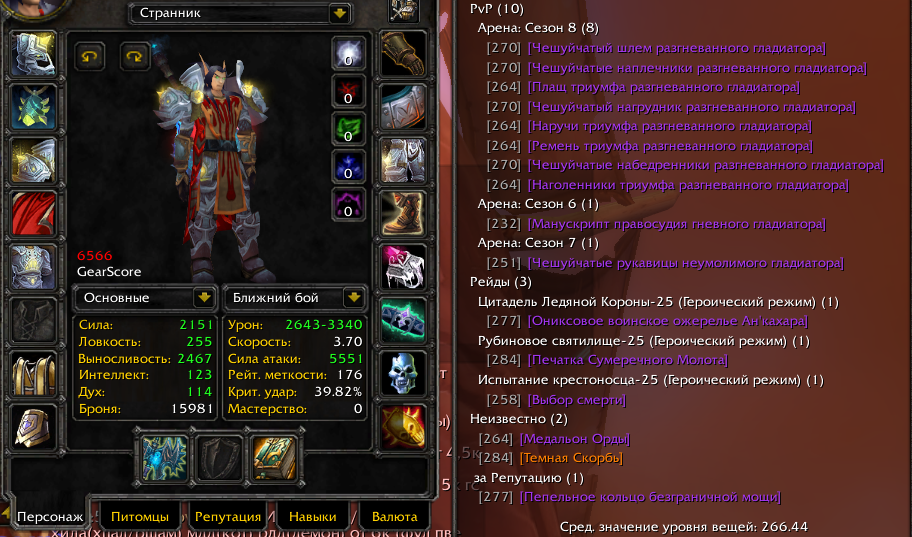 Странник
0
0
0
0
0
6566
GearScore
Основные
Ближний бой
Сила: 2151
Ловкость: 255
Выносливость: 2467
Интеллект: 123
Дух: 114
Броня: 15981
Урон: 2643-3340
Скорость: 3.70
Сила атаки: 5551
Рейт. меткости: 176
Крит. удар: 39.82%
Мастерство: 0
Персонаж
Питомцы
Репутация
Навыки
Валюта
PvP (10)
Арена: Сезон 8 (8)
[270] [Чешуйчатый шлем разгневанного гладиатора]
[270] [Чешуйчатые наплечники разгневанного гладиатора]
[264] [Плащ триумфа разгневанного гладиатора]
[270] [Чешуйчатый нагрудник разгневанного гладиатора]
[264] [Наручи триумфа разгневанного гладиатора]
[264] [Ремень триумфа разгневанного гладиатора]
[270] [Чешуйчатые набедренники разгневанного гладиатора]
[264] [Наголенники триумфа разгневанного гладиатора]
Арена: Сезон 6 (1)
[232] [Манускрипт правосудия гневного гладиатора]
Арена: Сезон 7 (1)
[251] [Чешуйчатые рукавицы неумолимого гладиатора]
Рейды (3)
Цитадель Ледяной Короны-25 (Героический режим) (1)
[277] [Ониксовое воинское ожерелье Ан'кахара]
Рубиновое святилище-25 (Героический режим) (1)
[284] [Печатка Сумеречного Молота]
Испытание крестоносца-25 (Героический режим) (1)
[258] [Выбор смерти]
Неизвестно (2)
[264] [Медальон Орды]
[284] [Темная Скорбь]
за Репутацию (1)
[277] [Пепельное кольцо безграничной мощи]
Сред. значение уровня вещей: 266.44